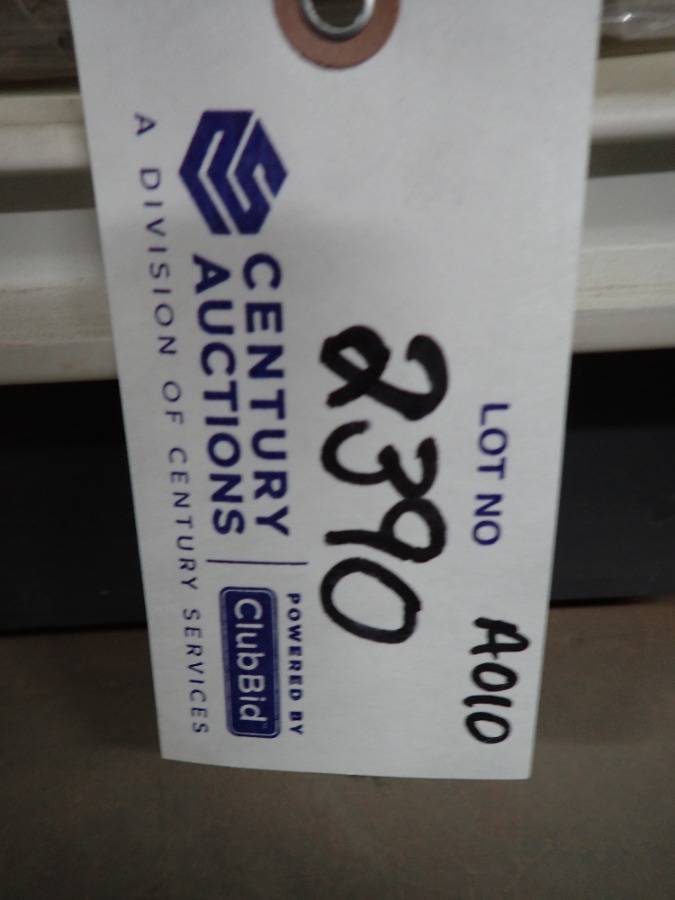 LOT NO
A010
2390
CENTURY
AUCTIONS
POWERED BY
ClubBid
A DIVISION OF CENTURY SERVICES